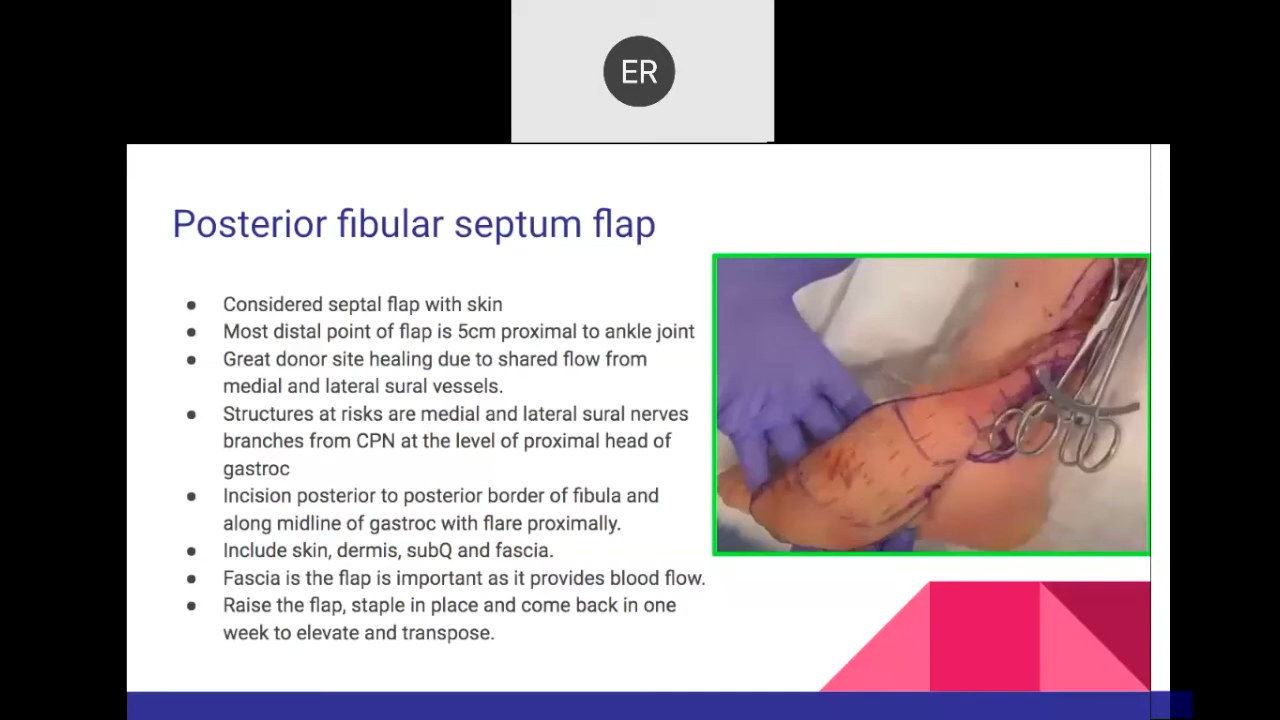 ER
Posterior fibular septum flap
● Considered septal flap with skin
● Most distal point of flap is 5cm proximal to ankle joint
● Great donor site healing due to shared flow from
medial and lateral sural vessels.
● Structures at risks are medial and lateral sural nerves
branches from CPN at the level of proximal head of
gastroc
● Incision posterior to posterior border of fibula and
along midline of gastroc with flare proximally.
● Include skin, dermis, subQ and fascia.
● Fascia is the flap is important as it provides blood flow.
● Raise the flap, staple in place and come back in one
week to elevate and transpose.